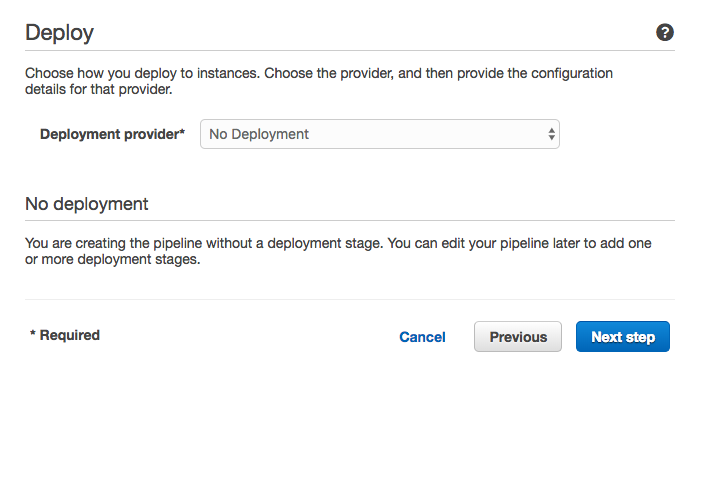 Deploy
?
Choose how you deploy to instances. Choose the provider, and then provide the configuration
details for that provider.
Deployment provider* No Deployment
No deployment
You are creating the pipeline without a deployment stage. You can edit your pipeline later to add one
or more deployment stages.
* Required Cancel Previous Next step